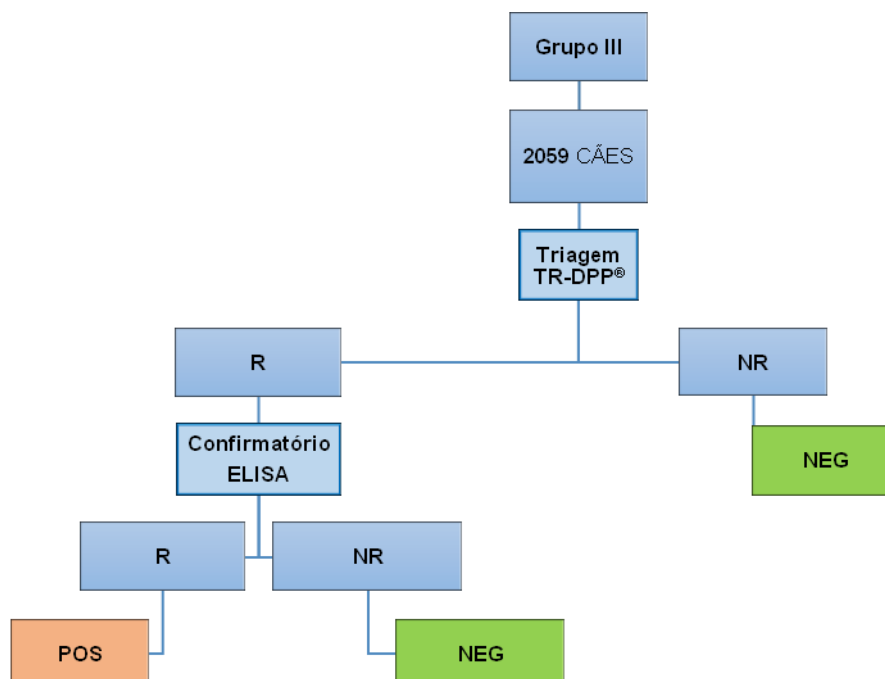 Grupo III
2059 CÃES
Triagem
TR-DPP®
R
NR
Confirmatório
ELISA
NEG
R
NR
POS
NEG